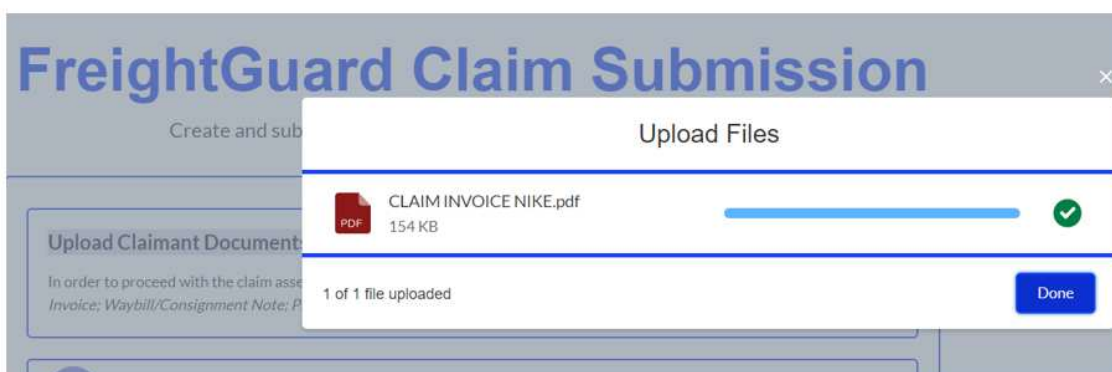 FreightGuard Claim Submission
Create and sub
Upload Files
PDF
CLAIM INVOICE NIKE.pdf
154 KB
Upload Claimant Document
In order to proceed with the claim asse
Invoice; Waybill/Consignment Note; P
1 of 1 file uploaded
Done